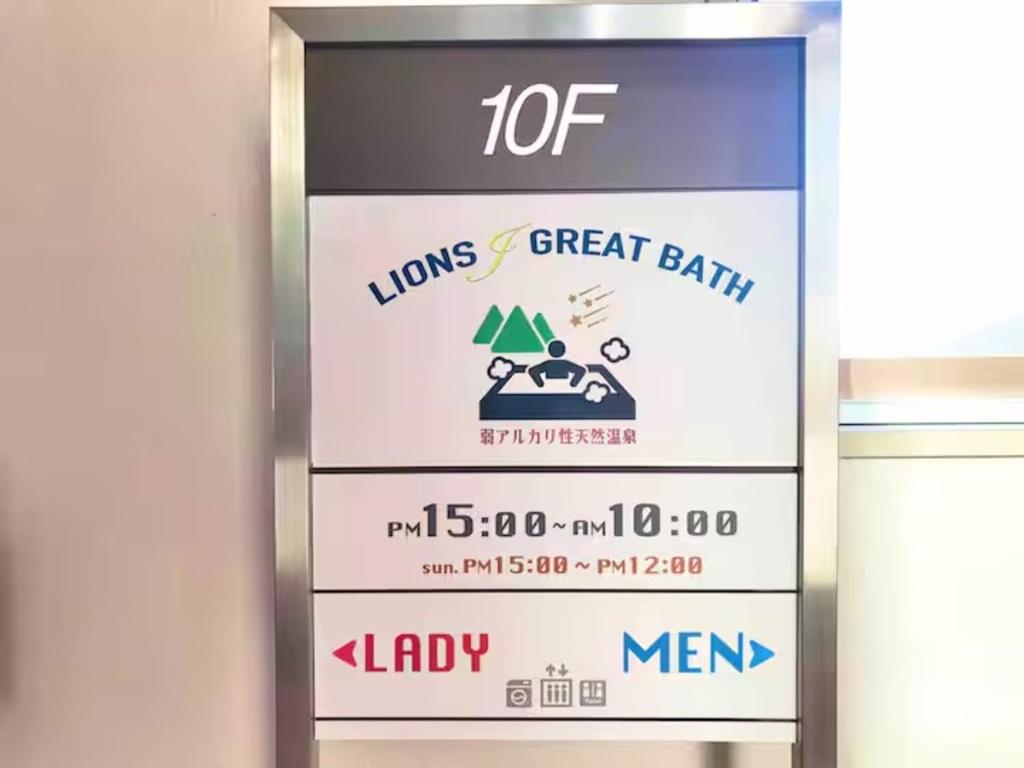 10F
LIONS J GREAT BATH
弱アルカリ性天然温泉
PM15:00~AM10:00
sun. PM15:00~PM12:00
LADY MEN